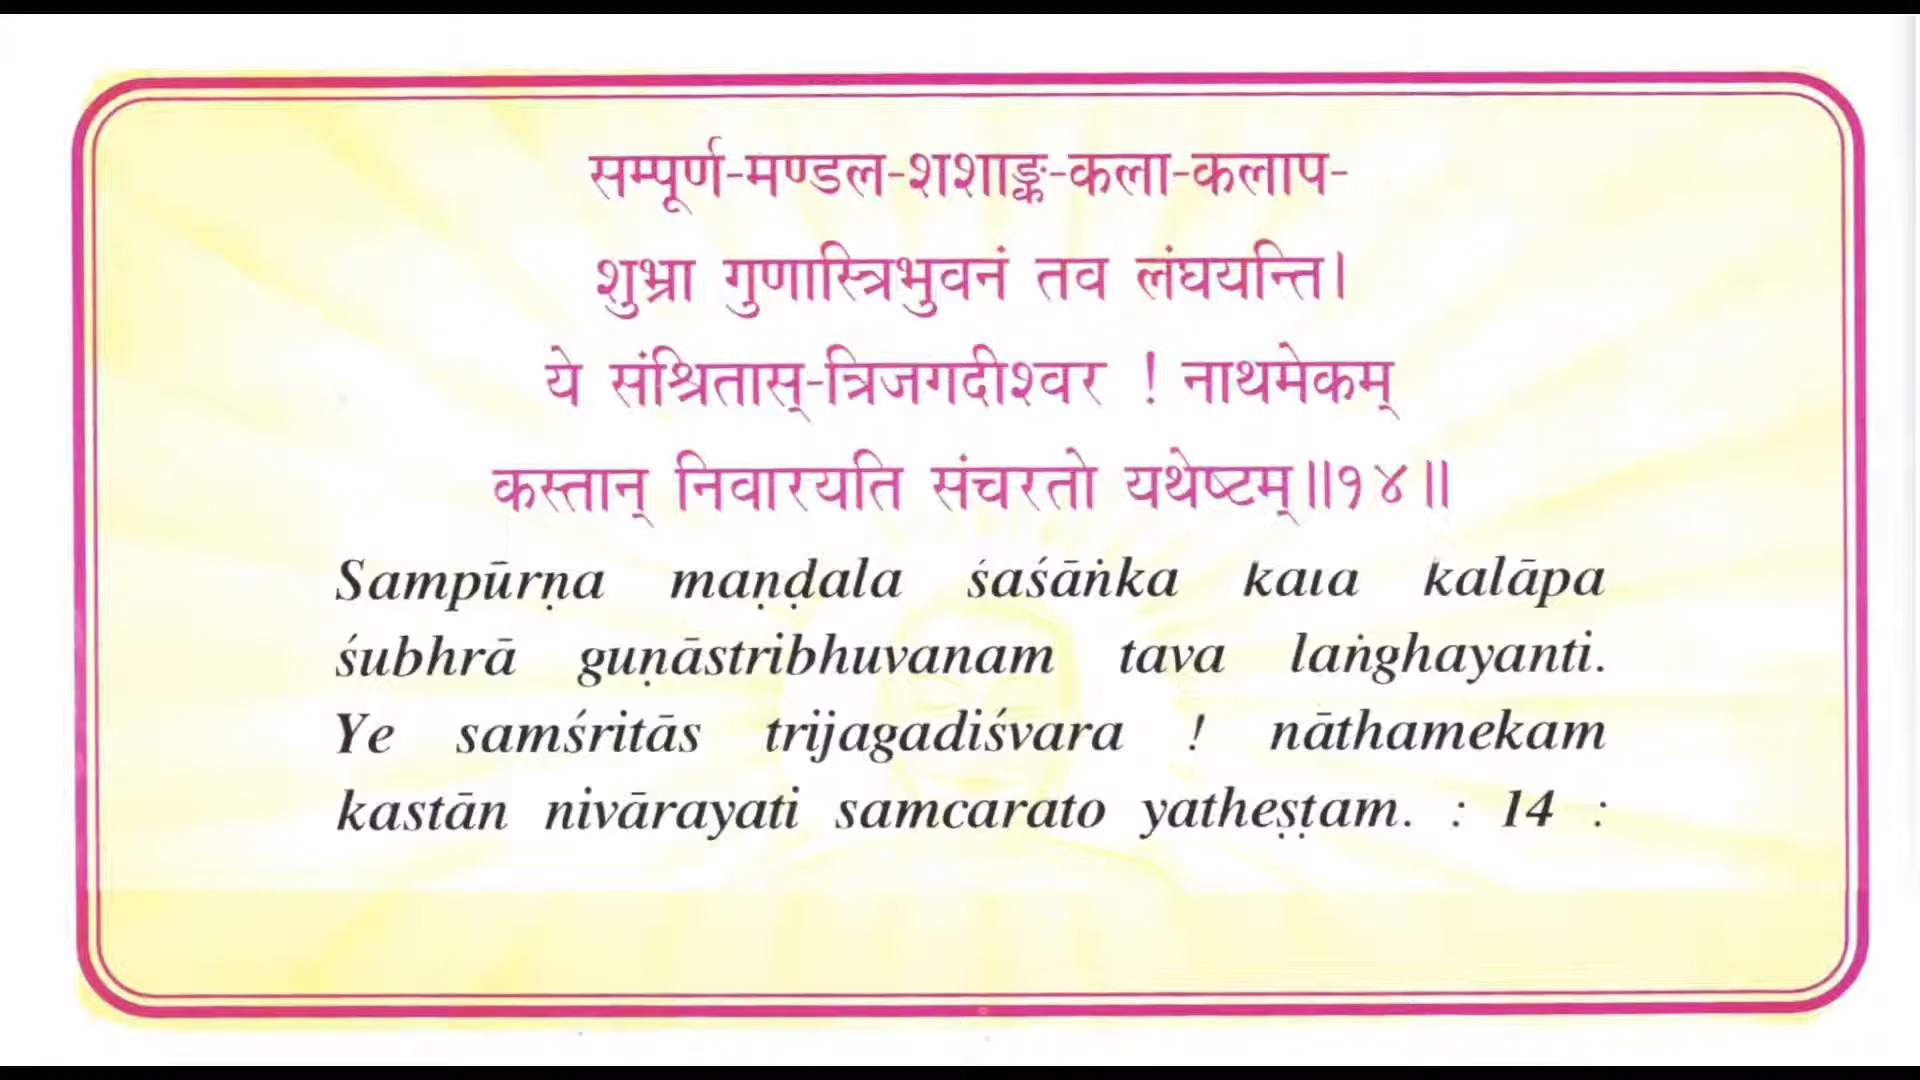 सम्पूर्ण-मण्डल-शशाङ्क-कला-कलाप-
शुभ्रा गुणास्त्रिभुवनं तव लंघयन्ति।
ये संश्रितास्-त्रिजगदीश्वर ! नाथमेकम्
कस्तान् निवारयति संचरतो यथेष्टम्॥१४॥
Sampūrṇa maṇḍala śaśāṅka kala kalāpa
śubhrā guṇāstribhuvanam tava laṅghayanti.
Ye samśritās trijagadiśvara ! nāthamekam
kastān nivārayati samcarato yatheṣṭam. : 14 :